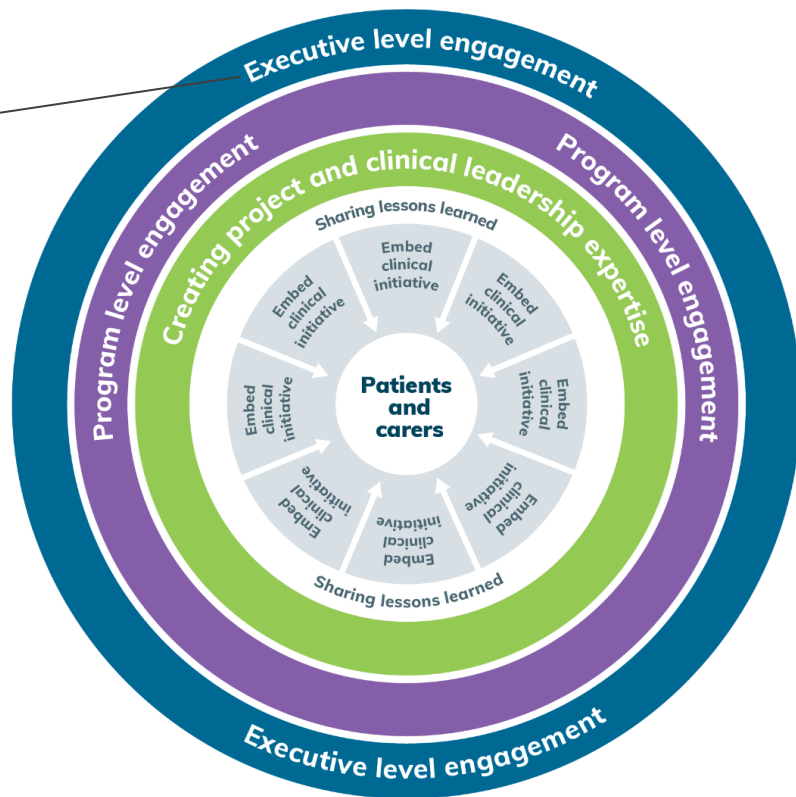 Executive level engagement
Program level engagement
Program level engagement
Creating project and clinical leadership expertise
Sharing lessons learned
Embed
clinical
initiative
Embed
clinical
initiative
Embed
clinical
initiative
Embed
clinical
initiative
Embed
clinical
initiative
Embed
clinical
initiative
Embed
clinical
initiative
Embed
clinical
initiative
Patients
and
carers
Sharing lessons learned
Executive level engagement